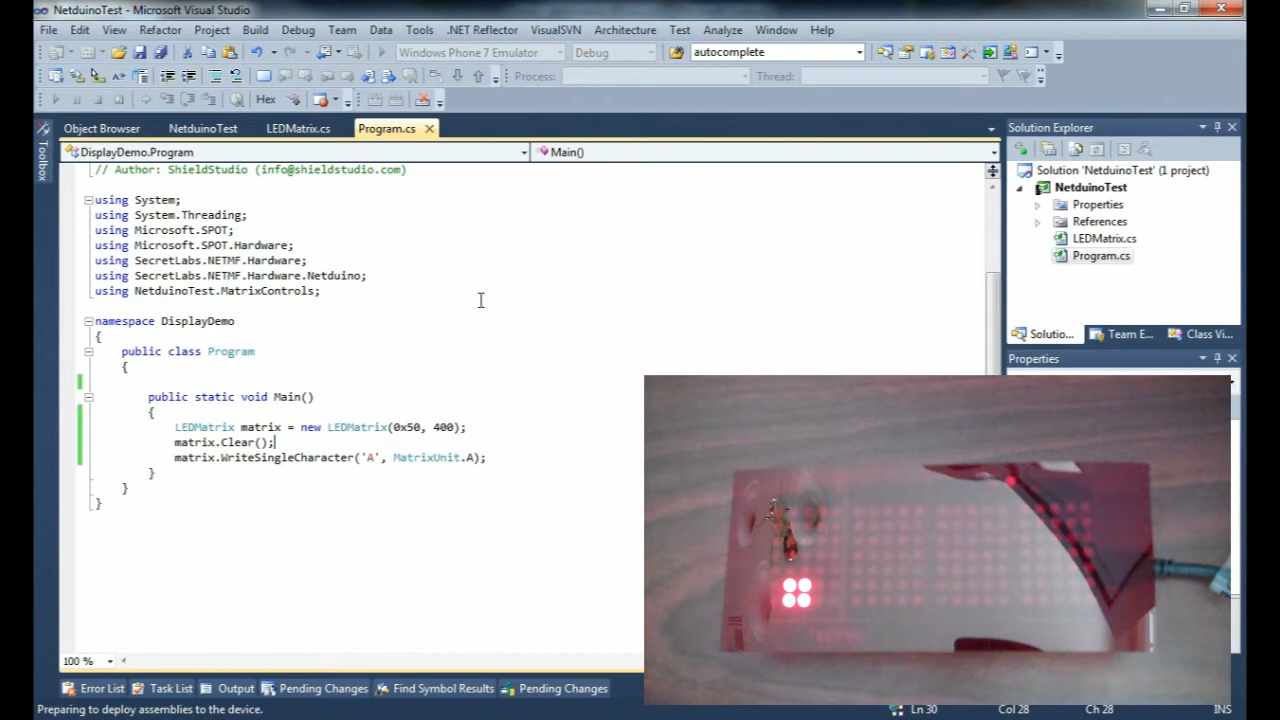 NetduinoTest - Microsoft Visual Studio
File Edit View Refactor Project Build Debug Team Data Tools .NET Reflector VisualSVN Architecture Test Analyze Window Help
Windows Phone 7 Emulator Debug autocomplete
Process: Thread:
Hex
Object Browser NetduinoTest LEDMatrix.cs Program.cs
Toolbox
DisplayDemo.Program Main()
// Author: ShieldStudio (info@shieldstudio.com)
using System;
using System.Threading;
using Microsoft.SPOT;
using Microsoft.SPOT.Hardware;
using SecretLabs.NETMF.Hardware;
using SecretLabs.NETMF.Hardware.Netduino;
using NetduinoTest.MatrixControls;
namespace DisplayDemo
{
public class Program
{
public static void Main()
{
LEDMatrix matrix = new LEDMatrix(0x50, 400);
matrix.Clear();
matrix.WriteSingleCharacter('A', MatrixUnit.A);
}
}
}
100 %
Solution Explorer
Solution 'NetduinoTest' (1 project)
NetduinoTest
Properties
References
LEDMatrix.cs
Program.cs
Solutio... Team E... Class Vi...
Properties
Error List Task List Output Pending Changes Find Symbol Results Pending Changes
Preparing to deploy assemblies to the device. Ln 30 Col 28 Ch 28 INS